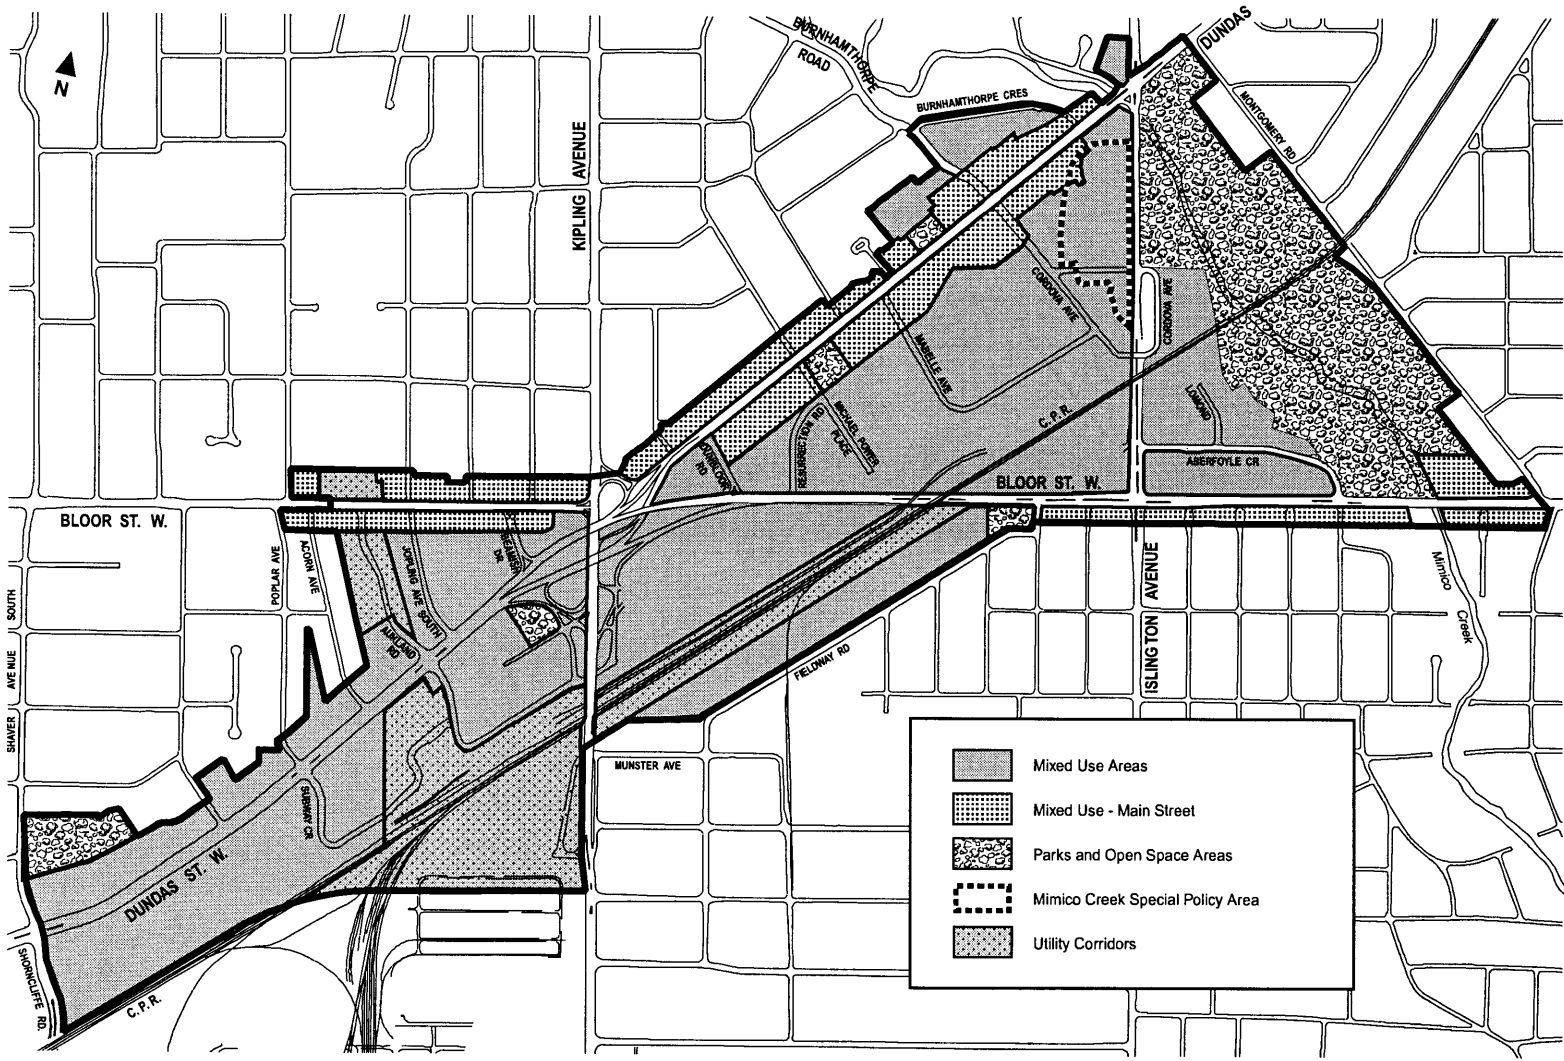 DUNDAS
BURNHAMTHORPE
ROAD
N
BURNHAMTHORPE CRES
MONTGOMERY RD
KIPLING AVENUE
CORDOVA AVE
CORDOVA AVE
MABELLE AVE
LOMOND
C.P.R.
MICHAEL POWER
PLACE
RESURRECTION RD
ABERFOYLE CR
BLOOR ST. W.
BLOOR ST. W.
POPLAR AVE
ACORN AVE
JOPLING AVE SOUTH
BEAMISH
DR
AUKLAND
RD
ISLINGTON AVENUE
Mimico
Creek
SHAVER AVENUE SOUTH
FIELDWAY RD
MUNSTER AVE
SUBWAY CR
DUNDAS ST. W.
SHORNCLIFFE RD.
C.P.R.
Mixed Use Areas
Mixed Use - Main Street
Parks and Open Space Areas
Mimico Creek Special Policy Area
Utility Corridors